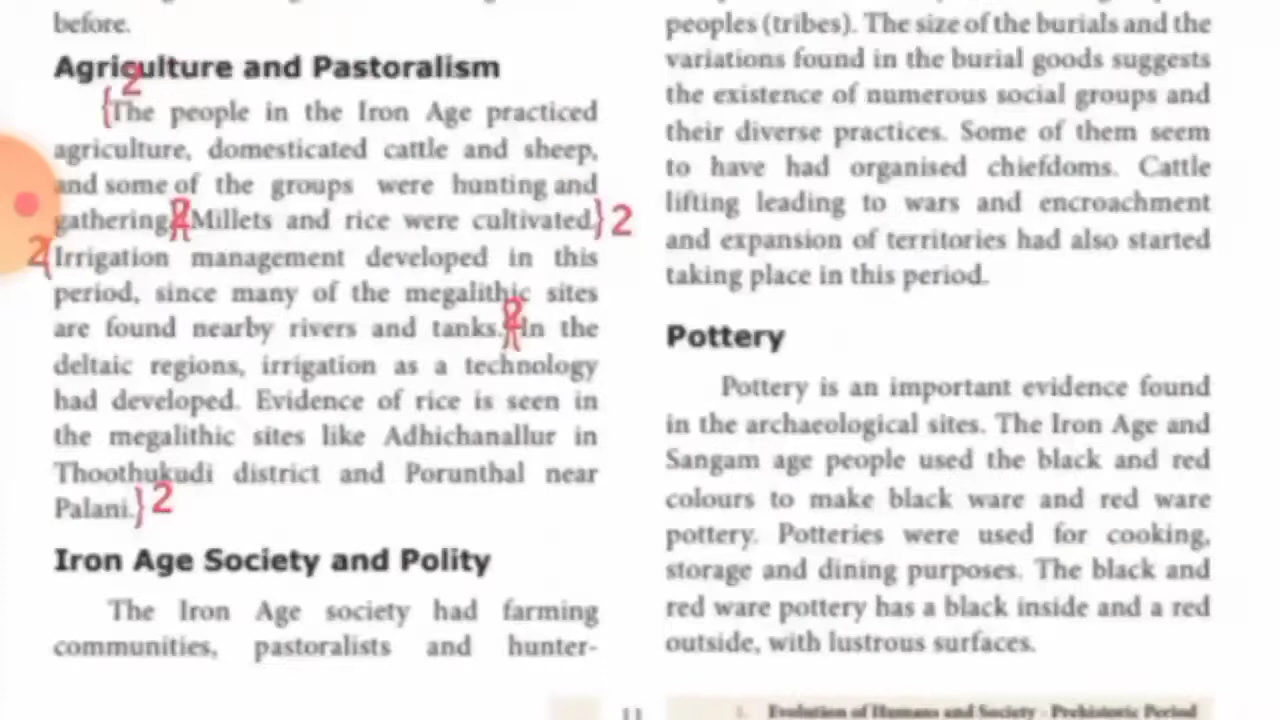 before.
Agriculture and Pastoralism
2
{The people in the Iron Age practiced
agriculture, domesticated cattle and sheep,
and some of the groups were hunting and
gathering. 2 Millets and rice were cultivated.} 2
2 {Irrigation management developed in this
period, since many of the megalithic sites
are found nearby rivers and tanks. 2 In the
deltaic regions, irrigation as a technology
had developed. Evidence of rice is seen in
the megalithic sites like Adhichanallur in
Thoothukudi district and Porunthal near
Palani.} 2
Iron Age Society and Polity
The Iron Age society had farming
communities, pastoralists and hunter-
peoples (tribes). The size of the burials and the
variations found in the burial goods suggests
the existence of numerous social groups and
their diverse practices. Some of them seem
to have had organised chiefdoms. Cattle
lifting leading to wars and encroachment
and expansion of territories had also started
taking place in this period.
Pottery
Pottery is an important evidence found
in the archaeological sites. The Iron Age and
Sangam age people used the black and red
colours to make black ware and red ware
pottery. Potteries were used for cooking,
storage and dining purposes. The black and
red ware pottery has a black inside and a red
outside, with lustrous surfaces.
11
1. Evolution of Humans and Society - Prehistoric Period